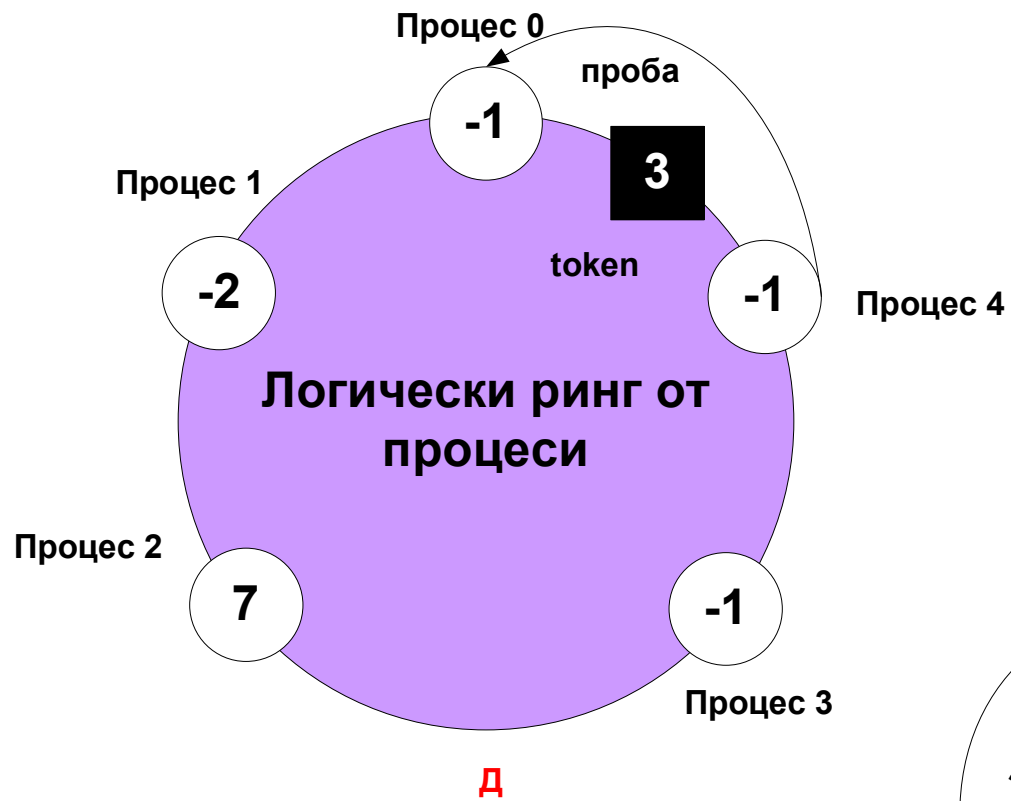 Процес 0
проба
-1
3
Процес 1
token
-2
-1
Процес 4
Логически ринг от
процеси
Процес 2
7
-1
Процес 3
Д